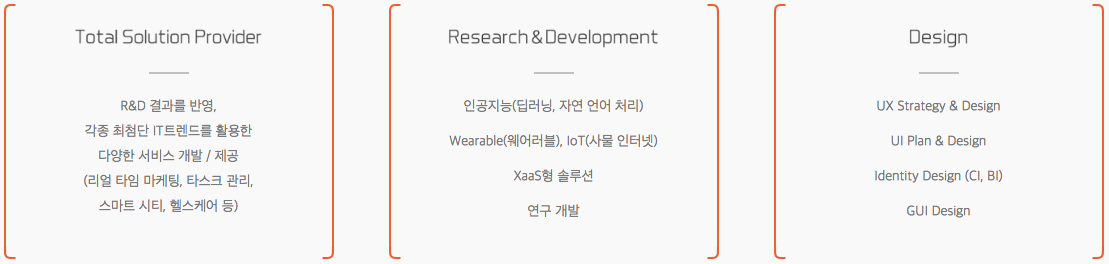 Total Solution Provider
R&D 결과를 반영,
각종 최첨단 IT트렌드를 활용한
다양한 서비스 개발 / 제공
(리얼 타임 마케팅, 타스크 관리,
스마트 시티, 헬스케어 등)
Research & Development
인공지능(딥러닝, 자연 언어 처리)
Wearable(웨어러블), IoT(사물 인터넷)
XaaS형 솔루션
연구 개발
Design
UX Strategy & Design
UI Plan & Design
Identity Design (CI, BI)
GUI Design